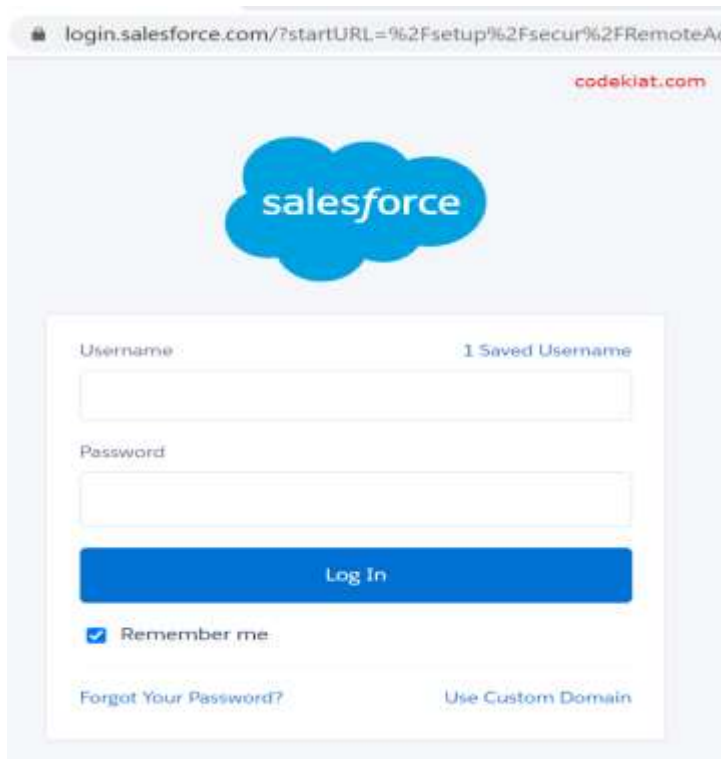 login.salesforce.com/?startURL=%2Fsetup%2Fsecur%2FRemoteAc
codekiat.com
salesforce
Username 1 Saved Username
Password
Log In
Remember me
Forgot Your Password? Use Custom Domain